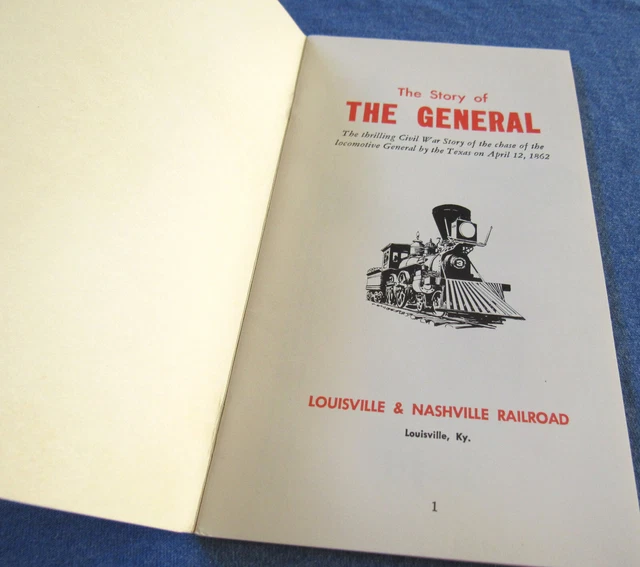 The Story of
THE GENERAL
The thrilling Civil War Story of the chase of the
locomotive General by the Texas on April 12, 1862
3
LOUISVILLE & NASHVILLE RAILROAD
Louisville, Ky.
1